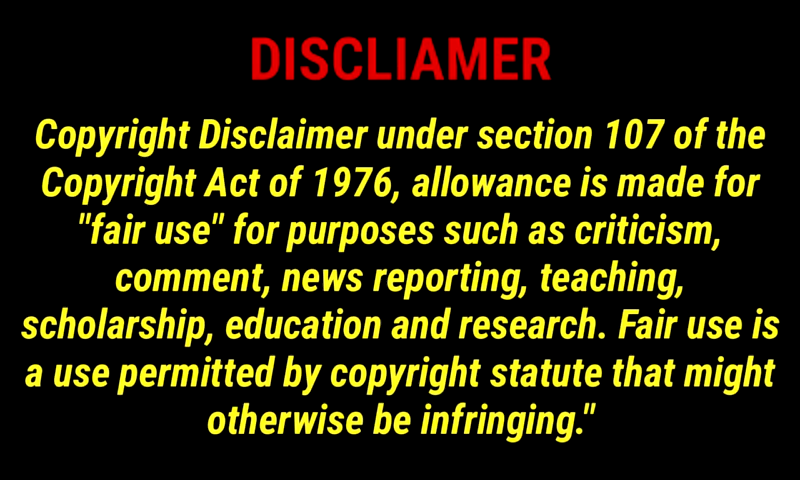 DISCLIAMER
Copyright Disclaimer under section 107 of the
Copyright Act of 1976, allowance is made for
"fair use" for purposes such as criticism,
comment, news reporting, teaching,
scholarship, education and research. Fair use is
a use permitted by copyright statute that might
otherwise be infringing."